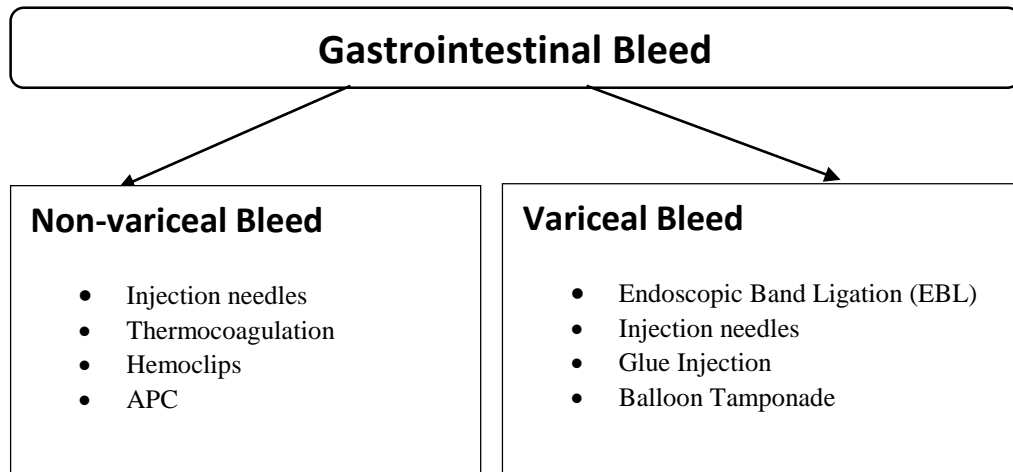 Gastrointestinal Bleed
Non-variceal Bleed
• Injection needles
• Thermocoagulation
• Hemoclips
• APC
Variceal Bleed
• Endoscopic Band Ligation (EBL)
• Injection needles
• Glue Injection
• Balloon Tamponade